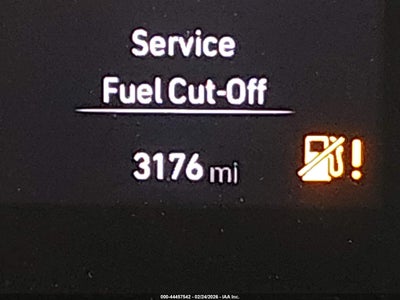 Service
Fuel Cut-Off
3176 mi
000-44457542 - 02/24/2026 - IAA Inc.